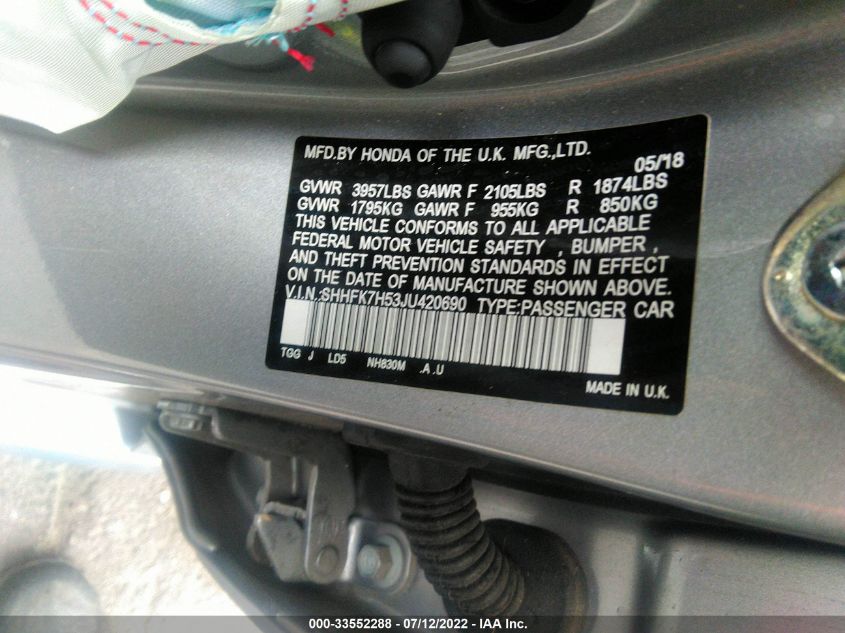 MFD.BY HONDA OF THE U.K. MFG.,LTD.
05/'18
GVWR 3957LBS GAWR F 2105LBS R 1874LBS
GVWR 1795KG GAWR F 955KG R 850KG
THIS VEHICLE CONFORMS TO ALL APPLICABLE
FEDERAL MOTOR VEHICLE SAFETY , BUMPER ,
AND THEFT PREVENTION STANDARDS IN EFFECT
ON THE DATE OF MANUFACTURE SHOWN ABOVE.
V.I.N.:SHHFK7H53JU420690 TYPE:PASSENGER CAR
TGG J LD5 NH830M .A .U
MADE IN U.K.
000-33552288 - 07/12/2022 - IAA Inc.